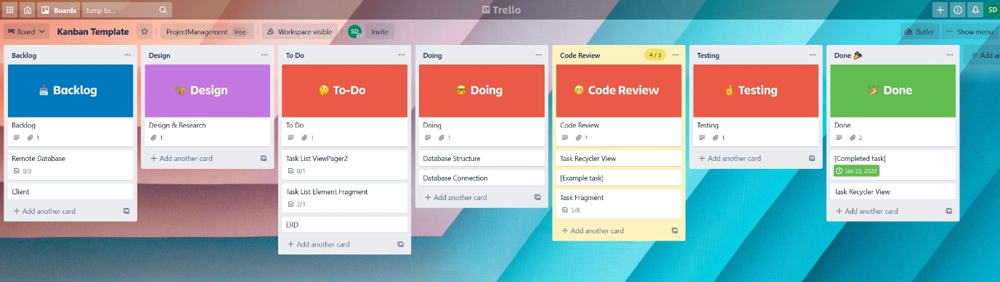 Boards
Jump to...
Trello
SD
Board
Kanban Template
ProjectManagement Free
Workspace visible
SD
Invite
Butler
... Show menu
Backlog
Backlog
Backlog
1
Remote Database
0/3
Client
+ Add another card
Design
Design
Design & Research
1
+ Add another card
To Do
To-Do
To Do
1
Task List ViewPager2
0/1
Task List Element Fragment
2/3
ERD
+ Add another card
Doing
Doing
Doing
1
Database Structure
Database Connection
+ Add another card
Code Review
4 / 3
Code Review
Code Review
1
Task Recycler View
[Example task]
Task Fragment
5/8
+ Add another card
Testing
Testing
Testing
1
+ Add another card
Done
Done
Done
2
[Completed task]
Jan 23, 2020
Task Recycler View
+ Add another card
+ Add an